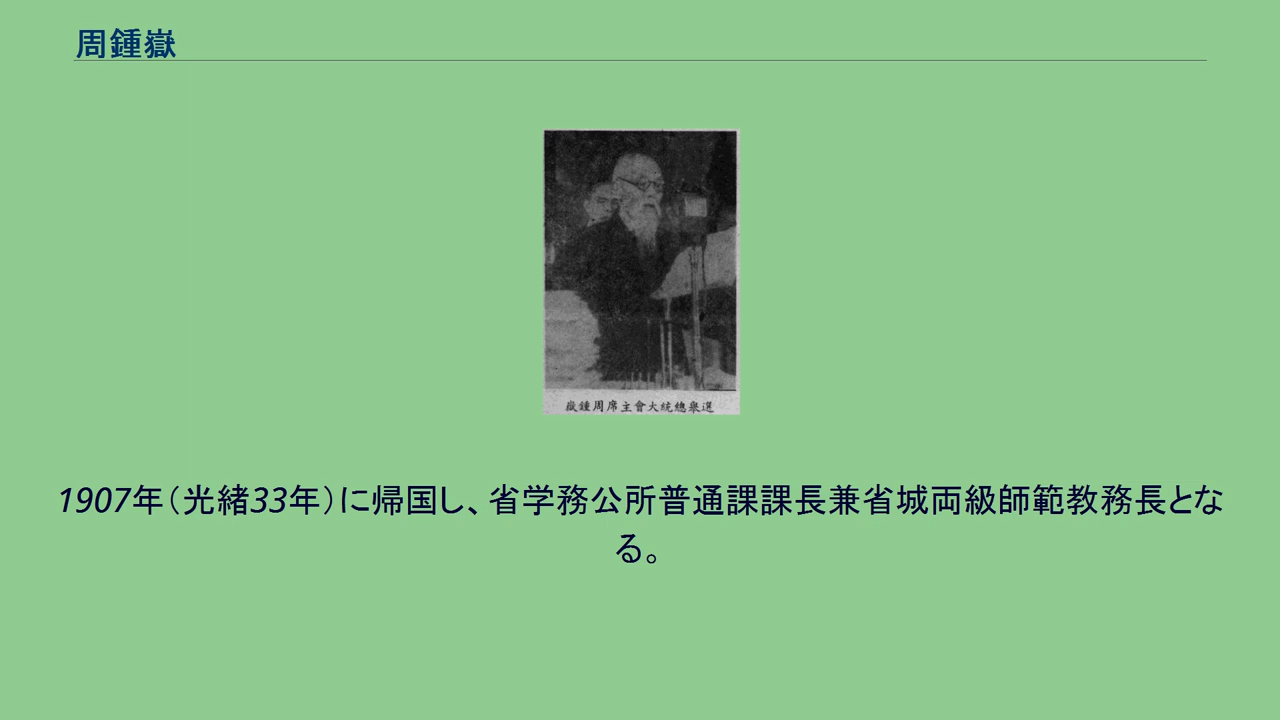 周鍾嶽
嶽鍾周席主會大統總舉選
1907年（光緒33年）に帰国し、省学務公所普通課課長兼省城両級師範教務長とな
る。